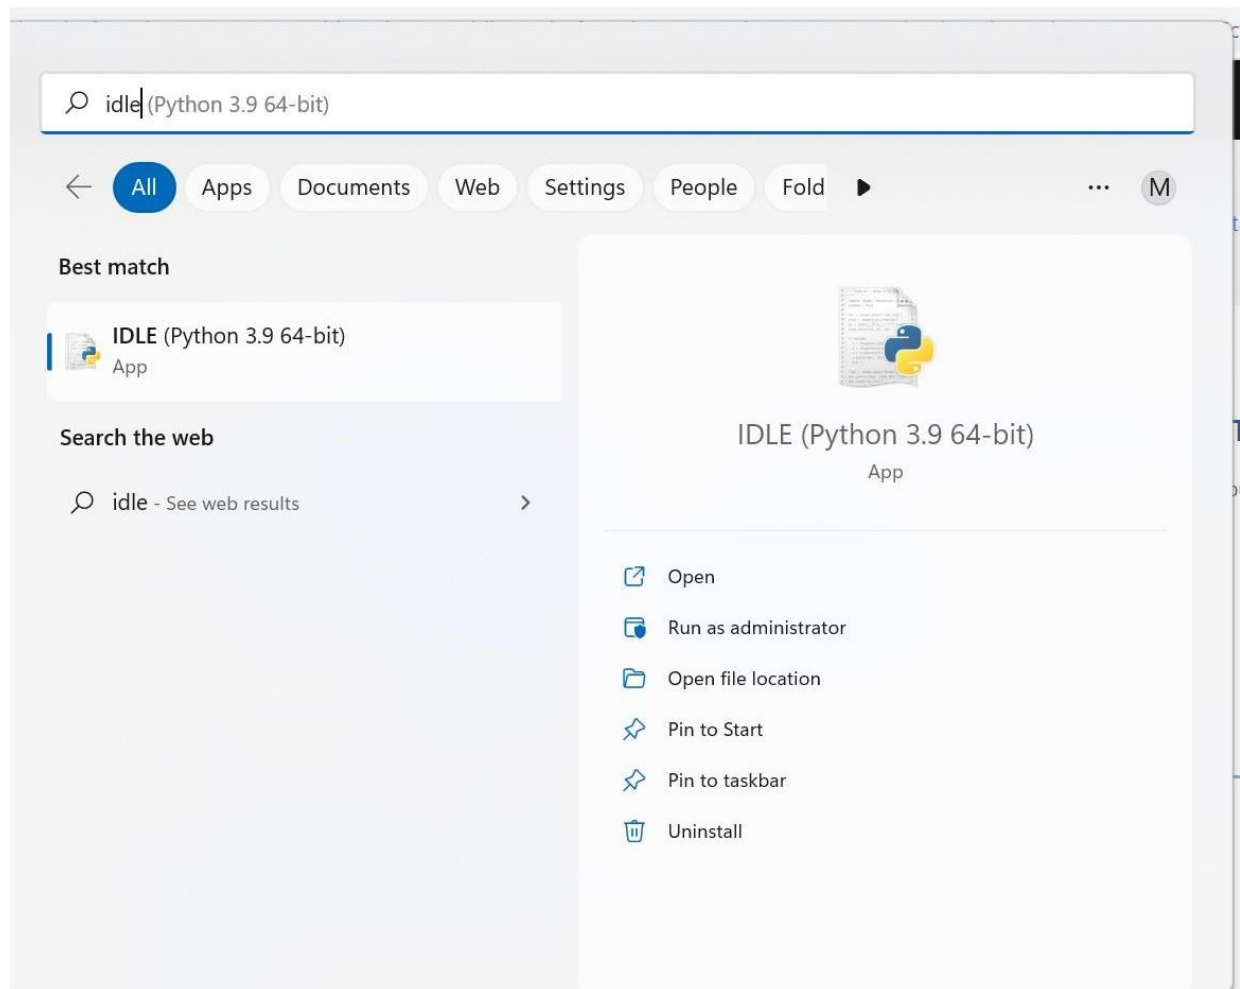 idle (Python 3.9 64-bit)
All Apps Documents Web Settings People Fold ... M
Best match
IDLE (Python 3.9 64-bit)
App
Search the web
idle - See web results
IDLE (Python 3.9 64-bit)
App
Open
Run as administrator
Open file location
Pin to Start
Pin to taskbar
Uninstall